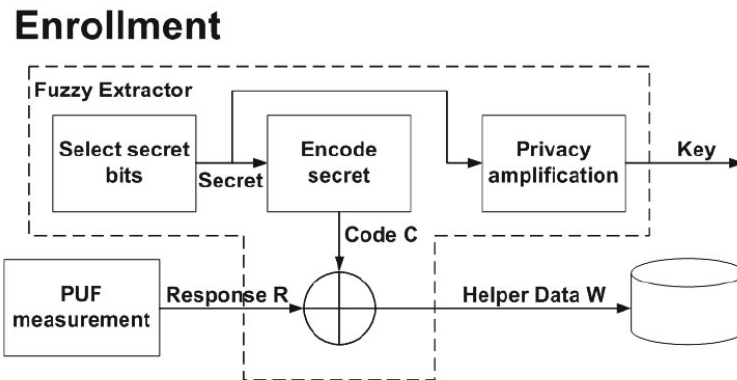 Enrollment
Fuzzy Extractor
Select secret
bits
Secret
Encode
secret
Privacy
amplification
Key
Code C
PUF
measurement
Response R
Helper Data W